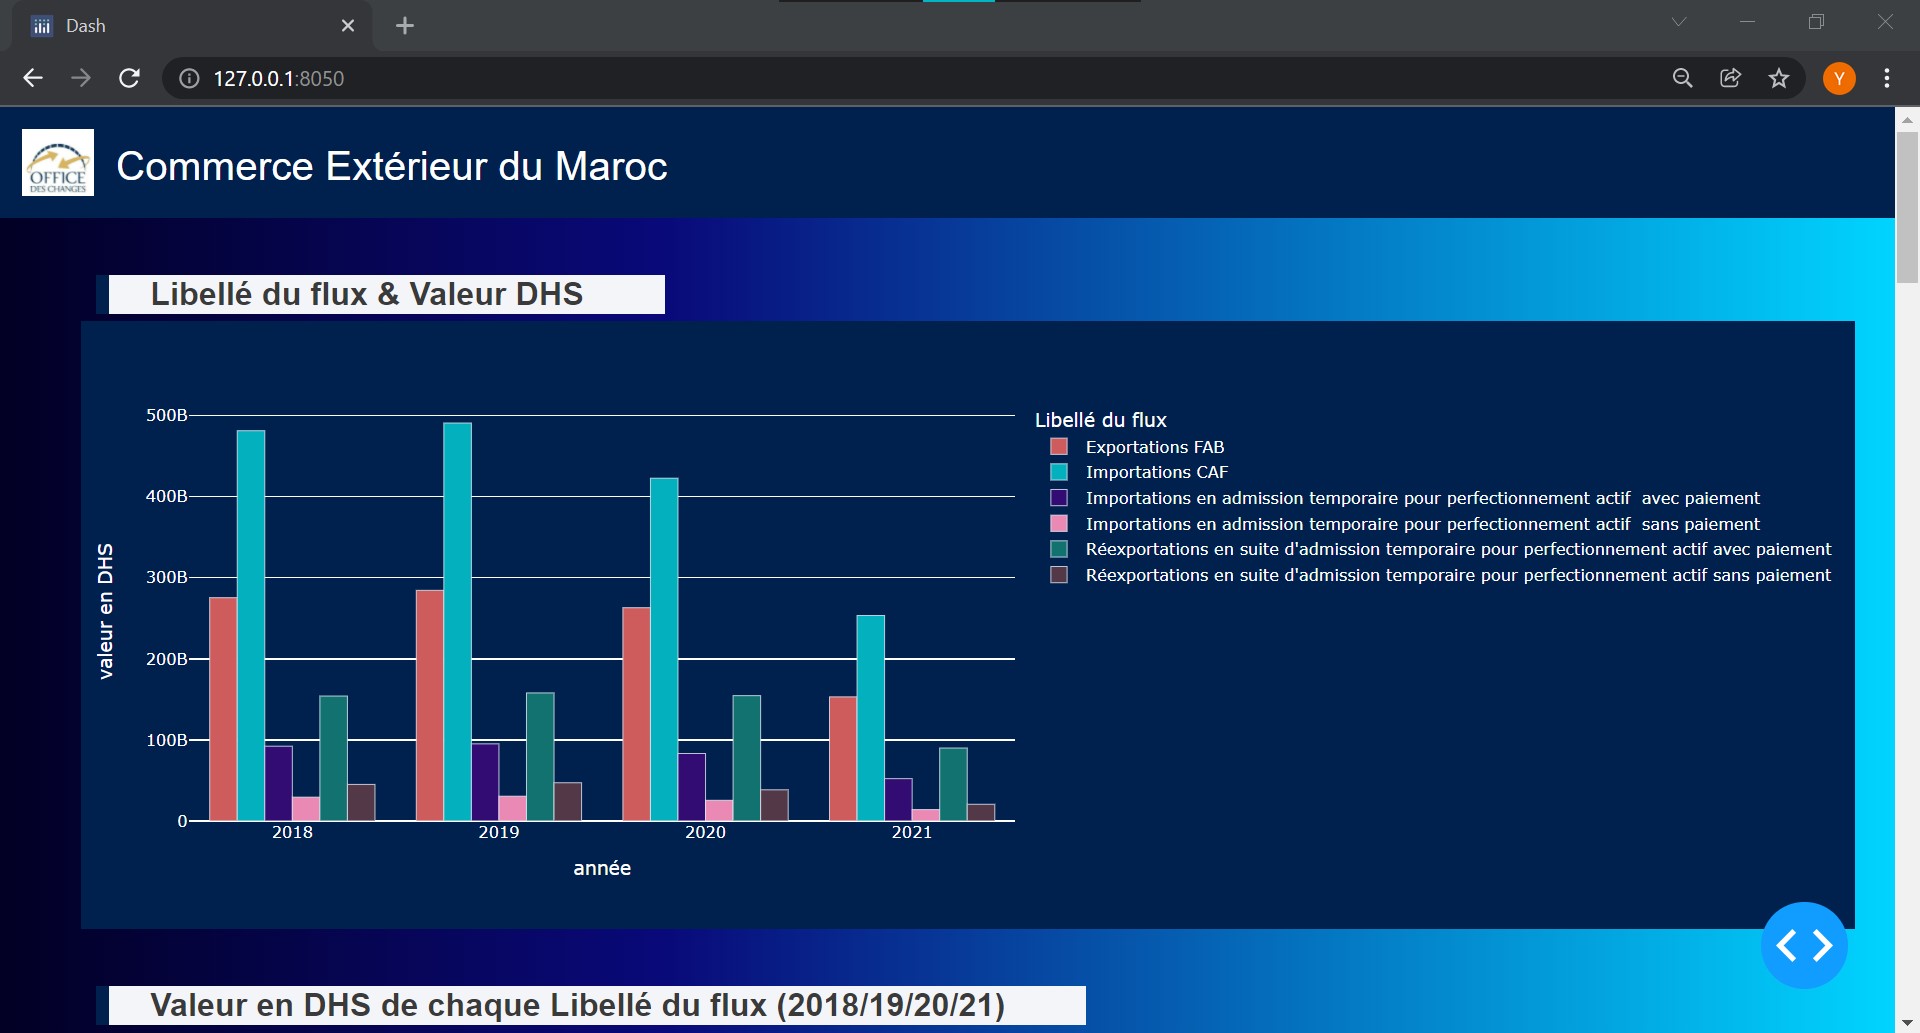 Dash
127.0.0.1:8050
Y
OFFICE
DES CHANGES
Commerce Extérieur du Maroc
Libellé du flux & Valeur DHS
500B
400B
300B
200B
100B
0
valeur en DHS
2018
2019
2020
2021
année
Libellé du flux
Exportations FAB
Importations CAF
Importations en admission temporaire pour perfectionnement actif  avec paiement
Importations en admission temporaire pour perfectionnement actif  sans paiement
Réexportations en suite d'admission temporaire pour perfectionnement actif avec paiement
Réexportations en suite d'admission temporaire pour perfectionnement actif sans paiement
Valeur en DHS de chaque Libellé du flux (2018/19/20/21)